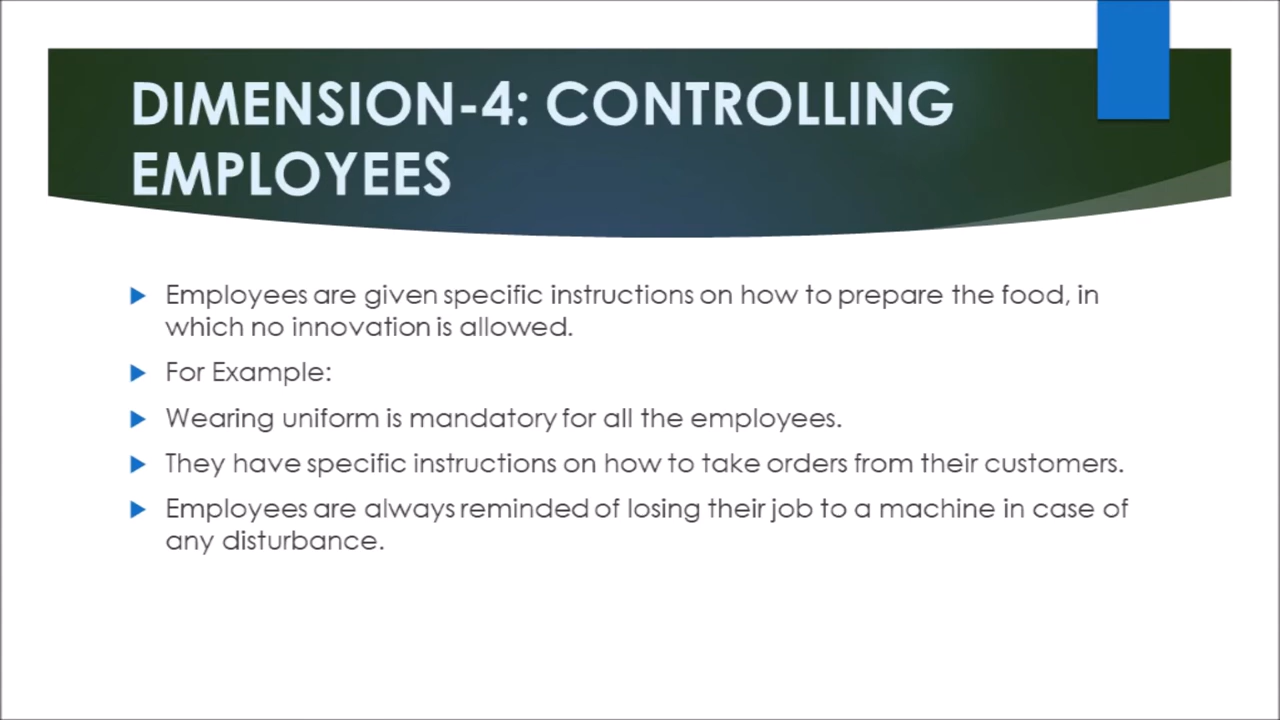 DIMENSION-4: CONTROLLING
EMPLOYEES
Employees are given specific instructions on how to prepare the food, in
which no innovation is allowed.
For Example:
Wearing uniform is mandatory for all the employees.
They have specific instructions on how to take orders from their customers.
Employees are always reminded of losing their job to a machine in case of
any disturbance.